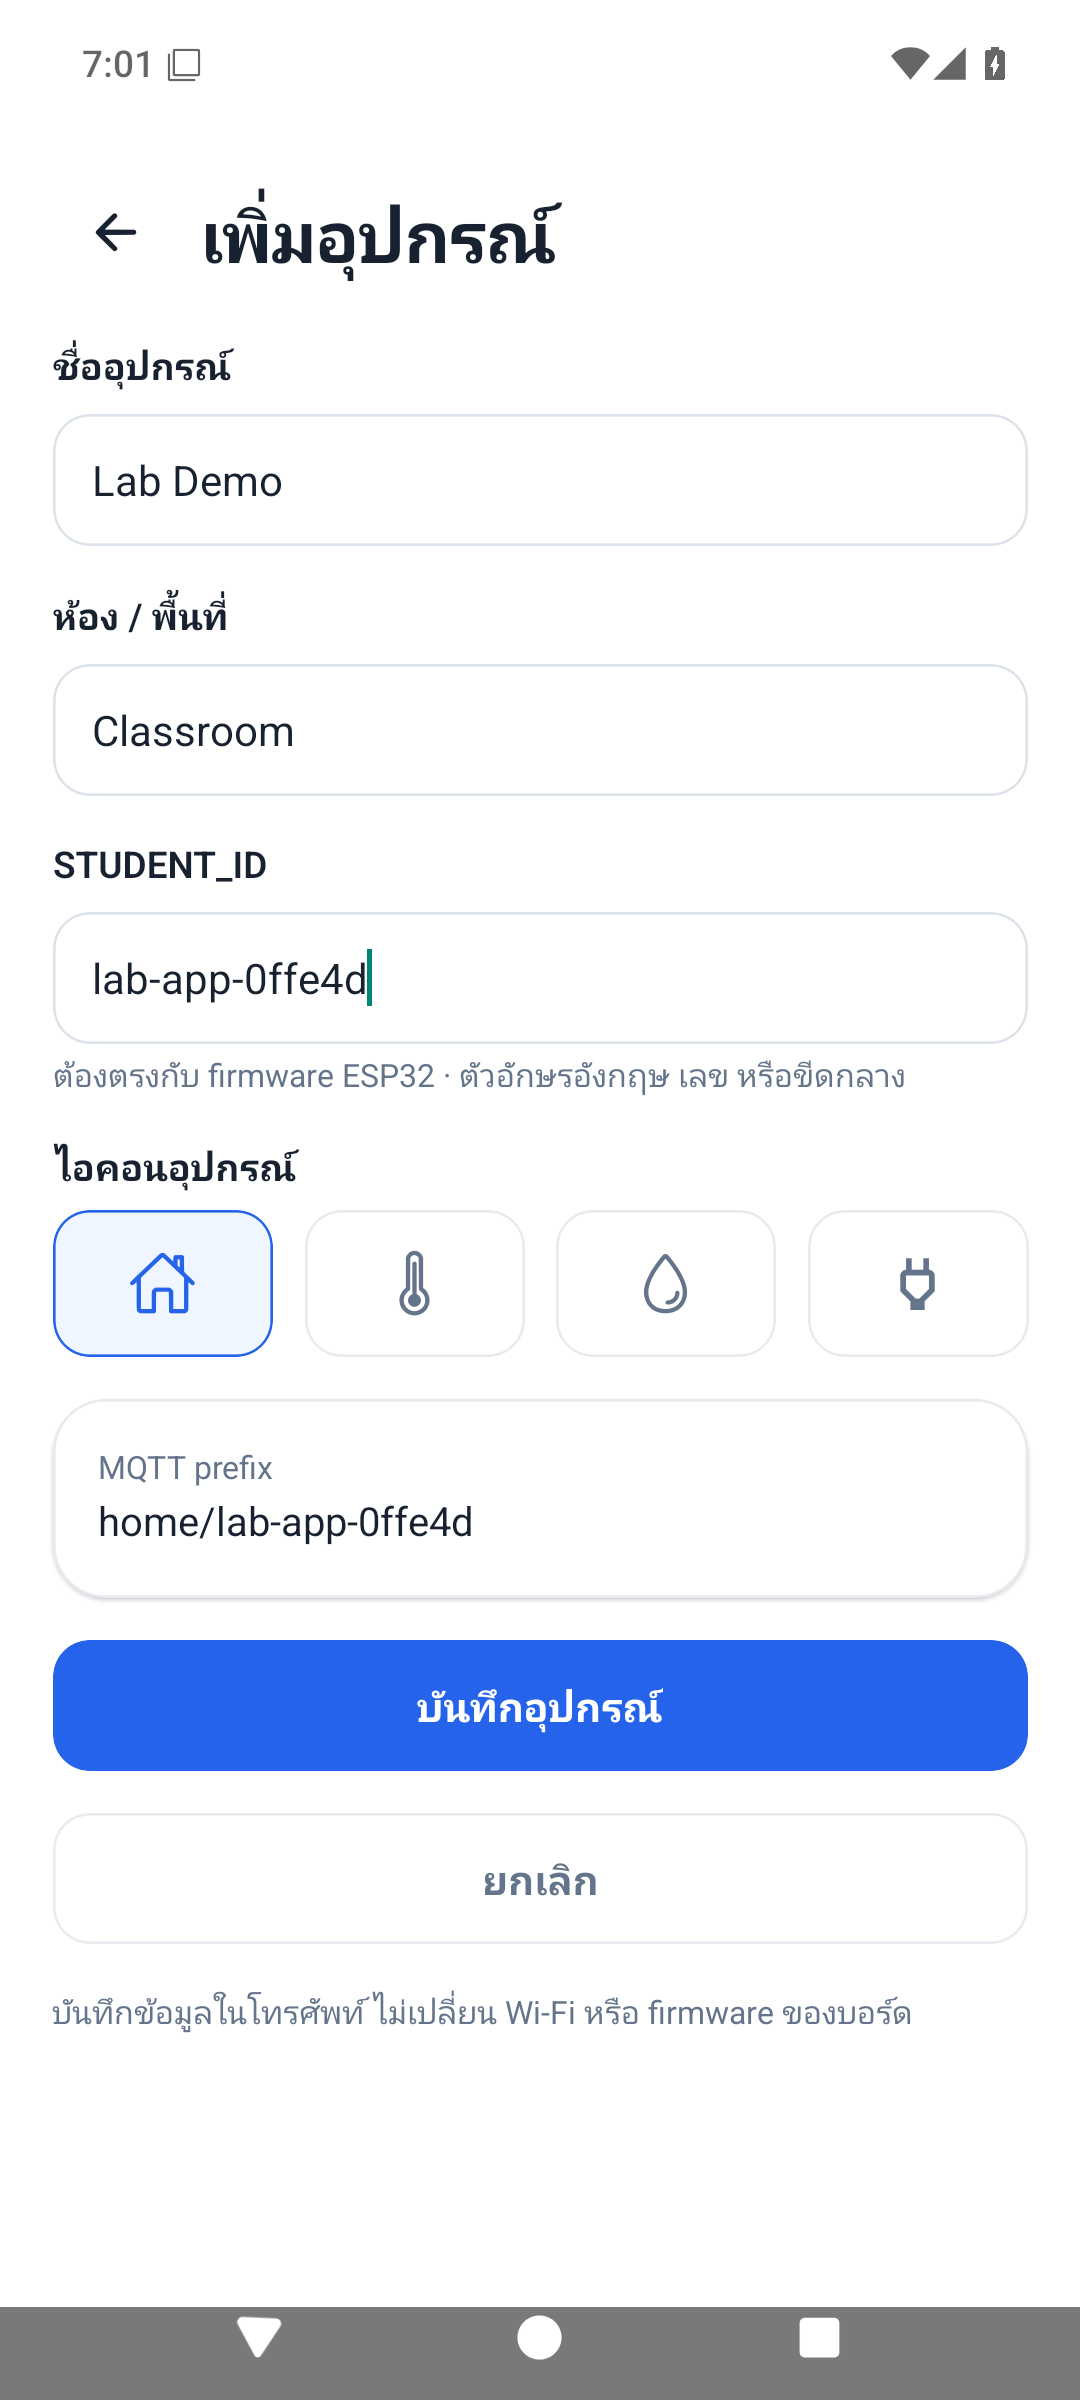 7:01
เพิ่มอุปกรณ์
ชื่ออุปกรณ์
Lab Demo
ห้อง / พื้นที่
Classroom
STUDENT_ID
lab-app-0ffe4d
ต้องตรงกับ firmware ESP32 · ตัวอักษรอังกฤษ เลข หรือขีดกลาง
ไอคอนอุปกรณ์
MQTT prefix
home/lab-app-0ffe4d
บันทึกอุปกรณ์
ยกเลิก
บันทึกข้อมูลในโทรศัพท์ ไม่เปลี่ยน Wi-Fi หรือ firmware ของบอร์ด